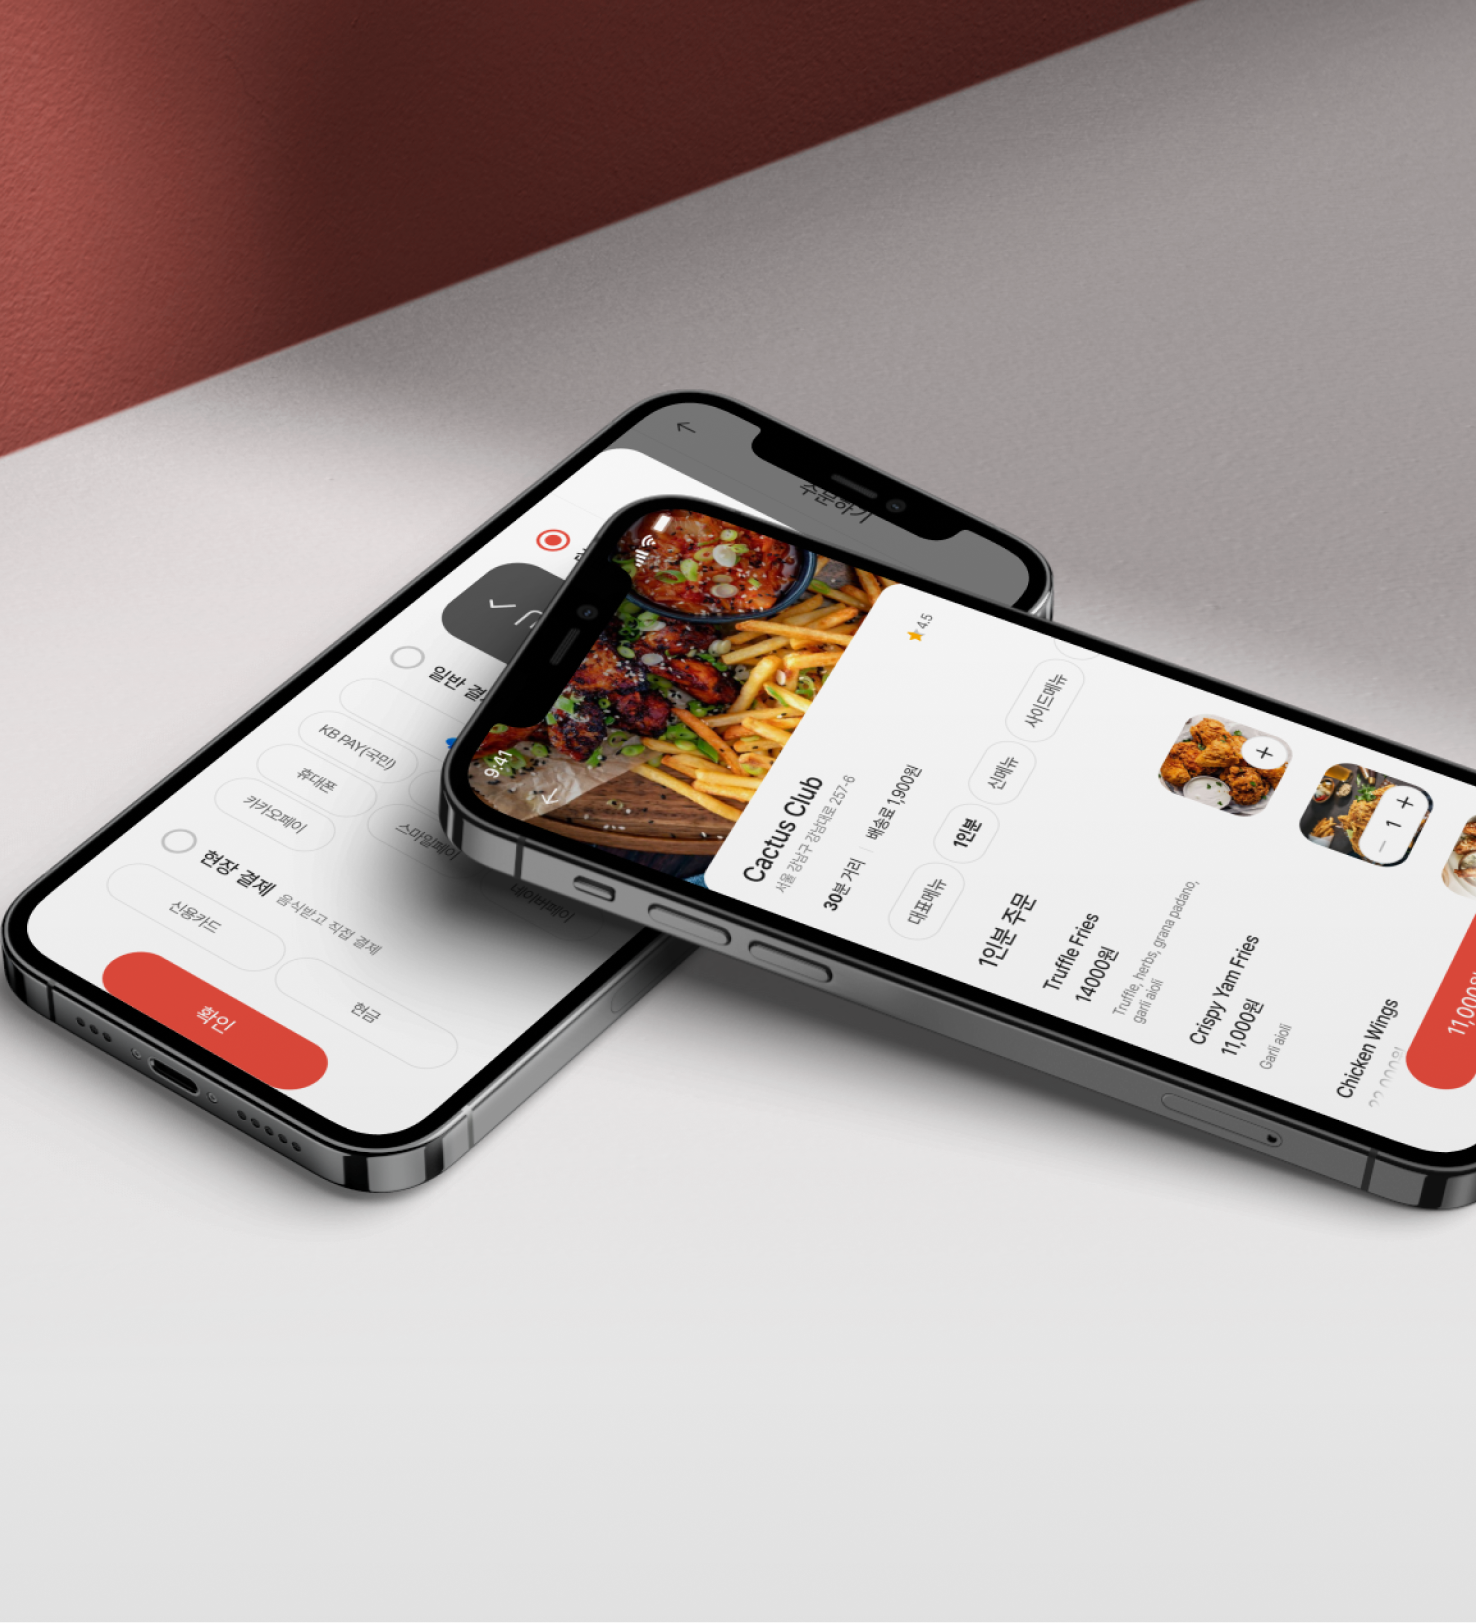 주문하기
일반 결
KB PAY(국민)
휴대폰
카카오페이
스마일페이
네이버페이
현장 결제 음식받고 직접 결제
신용카드
현금
확인
9:41
Cactus Club
4.5
서울 강남구 강남대로 257-6
30분 거리 | 배송료 1,900원
대표메뉴
1인분
신메뉴
사이드메뉴
1인분 주문
Truffle Fries
14000원
Truffle, herbs, grana padano,
garli aioli
+
Crispy Yam Fries
11,000원
Garli aioli
− 1 +
Chicken Wings
11,000원